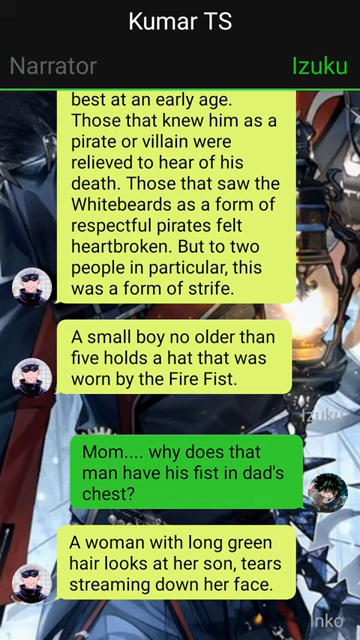 Kumar TS
Narrator
Izuku
best at an early age.
Those that knew him as a
pirate or villain were
relieved to hear of his
death. Those that saw the
Whitebeards as a form of
respectful pirates felt
heartbroken. But to two
people in particular, this
was a form of strife.
A small boy no older than
five holds a hat that was
worn by the Fire Fist.
Izuku
Mom.... why does that
man have his fist in dad's
chest?
A woman with long green
hair looks at her son, tears
streaming down her face.
Inko